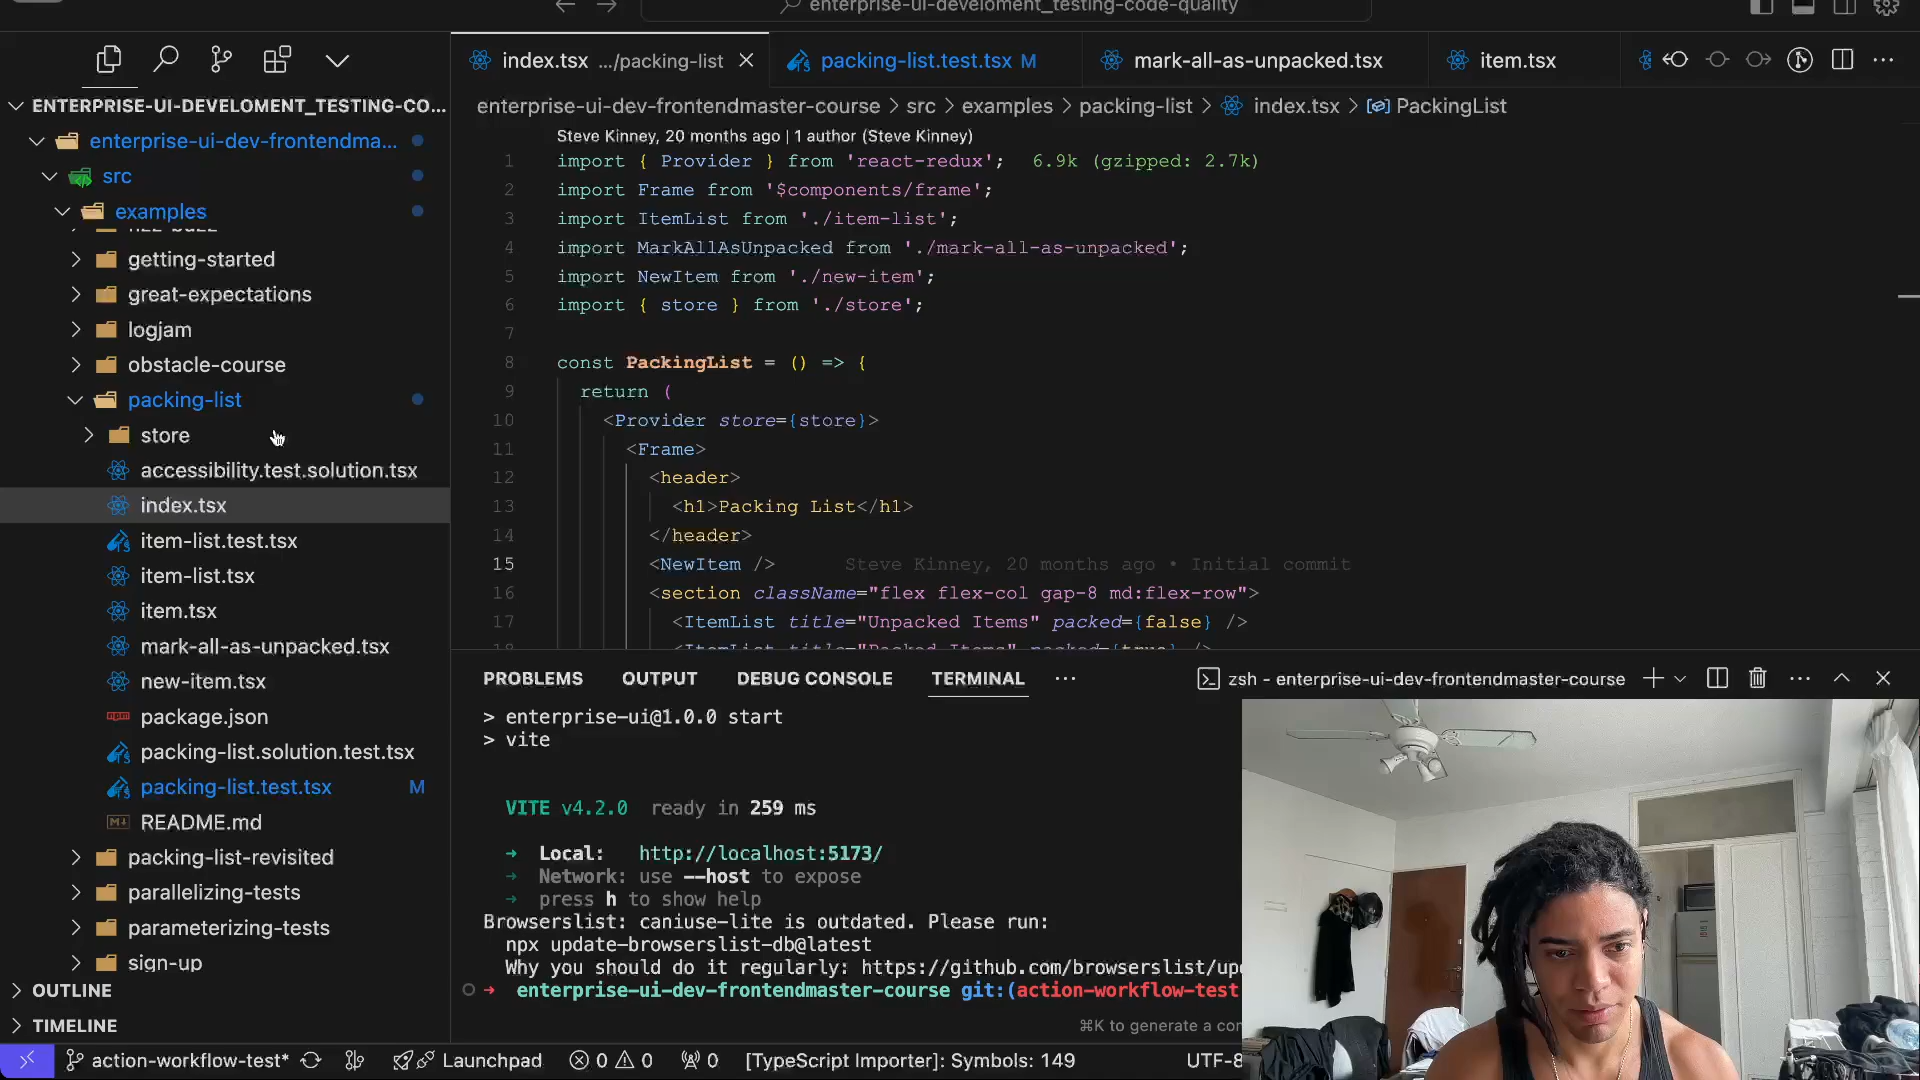 enterprise-ui-develoment_testing-code-quality
index.tsx .../packing-list
packing-list.test.tsx M
mark-all-as-unpacked.tsx
item.tsx
ENTERPRISE-UI-DEVELOMENT_TESTING-CO...
enterprise-ui-dev-frontendma...
src
examples
getting-started
great-expectations
logjam
obstacle-course
packing-list
store
accessibility.test.solution.tsx
index.tsx
item-list.test.tsx
item-list.tsx
item.tsx
mark-all-as-unpacked.tsx
new-item.tsx
package.json
packing-list.solution.test.tsx
packing-list.test.tsx M
README.md
packing-list-revisited
parallelizing-tests
parameterizing-tests
sign-up
OUTLINE
TIMELINE
enterprise-ui-dev-frontendmaster-course > src > examples > packing-list > index.tsx > PackingList
Steve Kinney, 20 months ago | 1 author (Steve Kinney)
1 import { Provider } from 'react-redux'; 6.9k (gzipped: 2.7k)
2 import Frame from '$components/frame';
3 import ItemList from './item-list';
4 import MarkAllAsUnpacked from './mark-all-as-unpacked';
5 import NewItem from './new-item';
6 import { store } from './store';
7
8 const PackingList = () => {
9 return (
10 <Provider store={store}>
11 <Frame>
12 <header>
13 <h1>Packing List</h1>
14 </header>
15 <NewItem /> Steve Kinney, 20 months ago • Initial commit
16 <section className="flex flex-col gap-8 md:flex-row">
17 <ItemList title="Unpacked Items" packed={false} />
18 <ItemList title="Packed Items" packed={true} />
PROBLEMS OUTPUT DEBUG CONSOLE TERMINAL
zsh - enterprise-ui-dev-frontendmaster-course
> enterprise-ui@1.0.0 start
> vite
VITE v4.2.0 ready in 259 ms
➜ Local: http://localhost:5173/
➜ Network: use --host to expose
➜ press h to show help
Browserslist: caniuse-lite is outdated. Please run:
npx update-browserslist-db@latest
Why you should do it regularly: https://github.com/browserslist/up
➜ enterprise-ui-dev-frontendmaster-course git:(action-workflow-test
⌘K to generate a co
action-workflow-test* Launchpad 0 0 0 [TypeScript Importer]: Symbols: 149 UTF-8